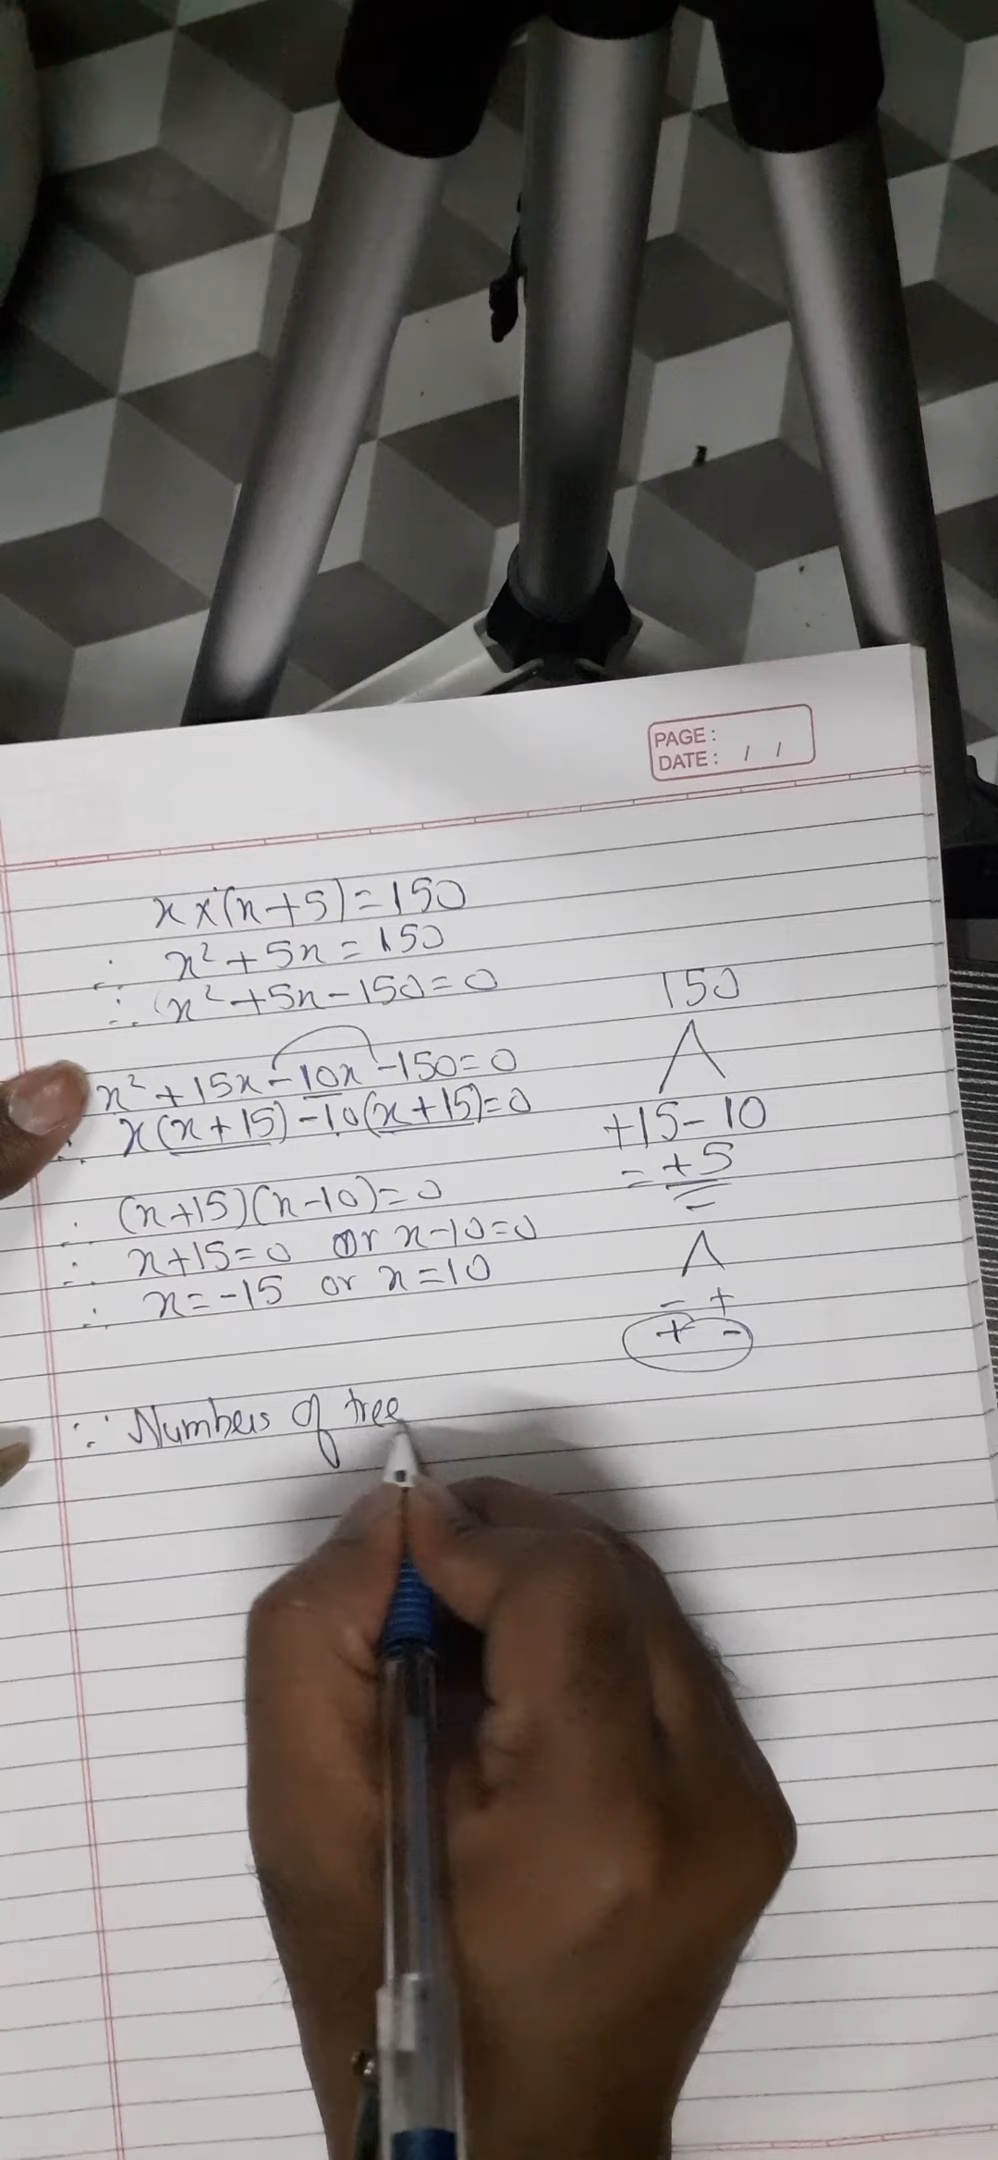 PAGE :
DATE : / /
x×(x+5)=150
∴ x²+5x=150
∴ x²+5x-150=0
x²+15x-10x-150=0
∴ x(x+15)-10(x+15)=0
∴ (x+15)(x-10)=0
∴ x+15=0 or x-10=0
∴ x=-15 or x=10
∵ Numbers of tree
150
+15-10
=+5
- +
+ -